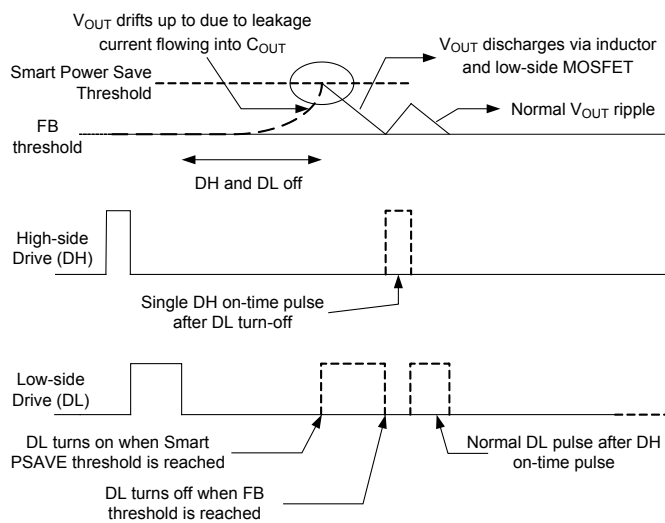 VOUT drifts up to due to leakage
current flowing into COUT
VOUT discharges via inductor
and low-side MOSFET
Smart Power Save
Threshold
Normal VOUT ripple
FB
threshold
DH and DL off
High-side
Drive (DH)
Single DH on-time pulse
after DL turn-off
Low-side
Drive (DL)
DL turns on when Smart
PSAVE threshold is reached
Normal DL pulse after DH
on-time pulse
DL turns off when FB
threshold is reached